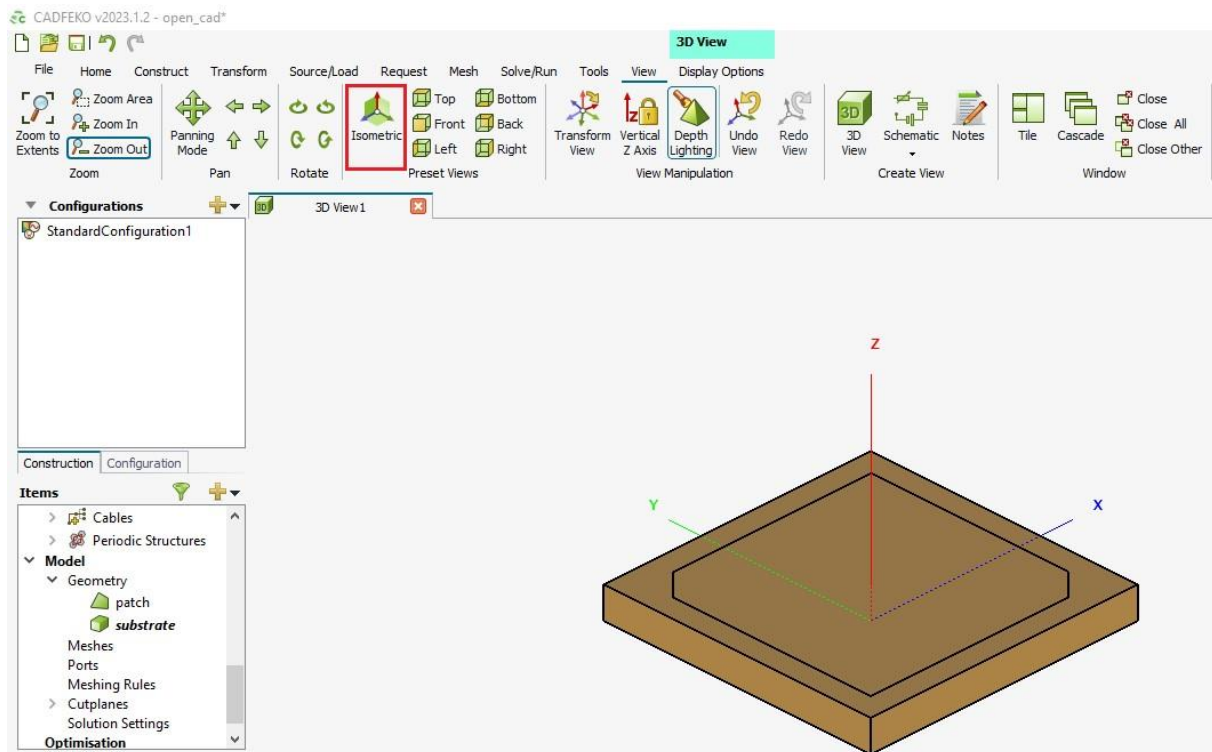 CADFEKO v2023.1.2 - open_cad*
3D View
File Home Construct Transform Source/Load Request Mesh Solve/Run Tools View Display Options
Zoom to Extents
Zoom Area
Zoom In
Zoom Out
Zoom
Panning Mode
Pan
Rotate
Isometric
Top
Front
Left
Bottom
Back
Right
Preset Views
Transform View
Vertical Z Axis
Depth Lighting
Undo View
Redo View
View Manipulation
3D
3D View
Schematic
Notes
Create View
Tile
Cascade
Close
Close All
Close Other
Window
Configurations
3D
3D View1
StandardConfiguration1
Construction Configuration
Items
Cables
Periodic Structures
Model
Geometry
patch
substrate
Meshes
Ports
Meshing Rules
Cutplanes
Solution Settings
Optimisation
Z
Y
X